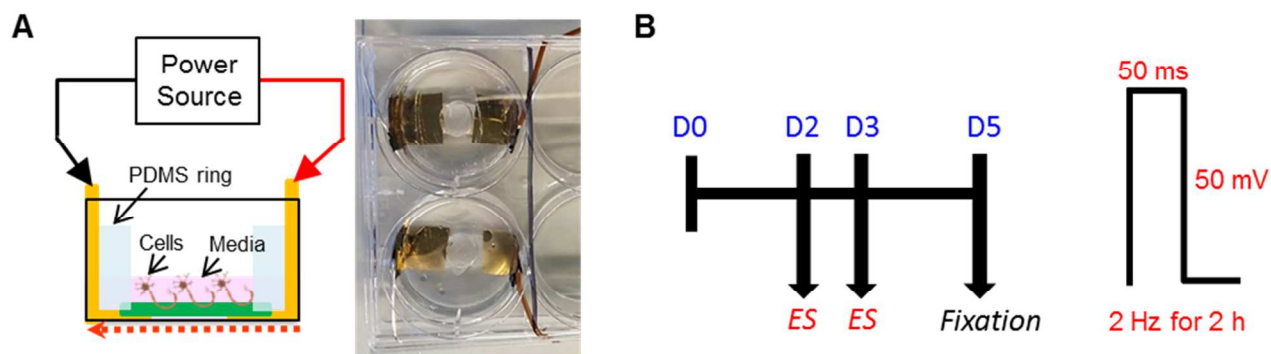 A
Power
Source
PDMS ring
Cells
Media
B
D0
D2
D3
D5
ES
ES
Fixation
50 ms
50 mV
2 Hz for 2 h